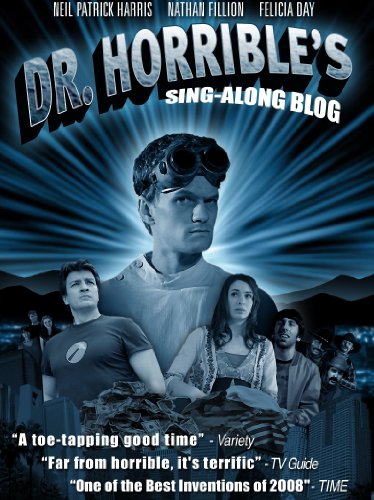 NEIL PATRICK HARRIS NATHAN FILLION FELICIA DAY
DR. HORRIBLE'S
SING-ALONG BLOG
"A toe-tapping good time" - Variety
"Far from horrible, it's terrific" - TV Guide
"One of the Best Inventions of 2008" - TIME